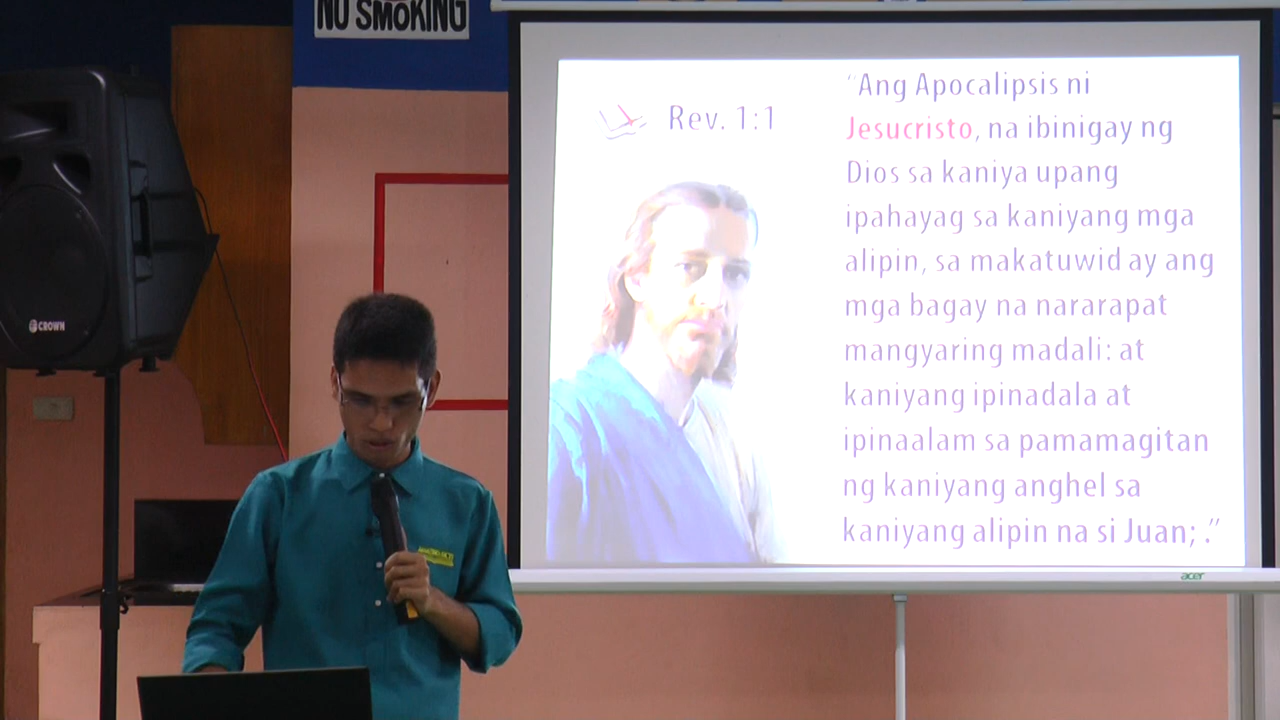 NO SMOKING
Rev. 1:1
“Ang Apocalipsis ni
Jesucristo, na ibinigay ng
Dios sa kaniya upang
ipahayag sa kaniyang mga
alipin, sa makatuwid ay ang
mga bagay na nararapat
mangyaring madali: at
kaniyang ipinadala at
ipinaalam sa pamamagitan
ng kaniyang anghel sa
kaniyang alipin na si Juan; .”
CROWN
acer